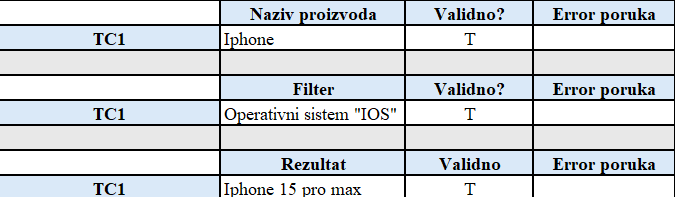 Naziv proizvoda Validno? Error poruka
TC1 Iphone T
Filter Validno? Error poruka
TC1 Operativni sistem "IOS" T
Rezultat Validno Error poruka
TC1 Iphone 15 pro max T